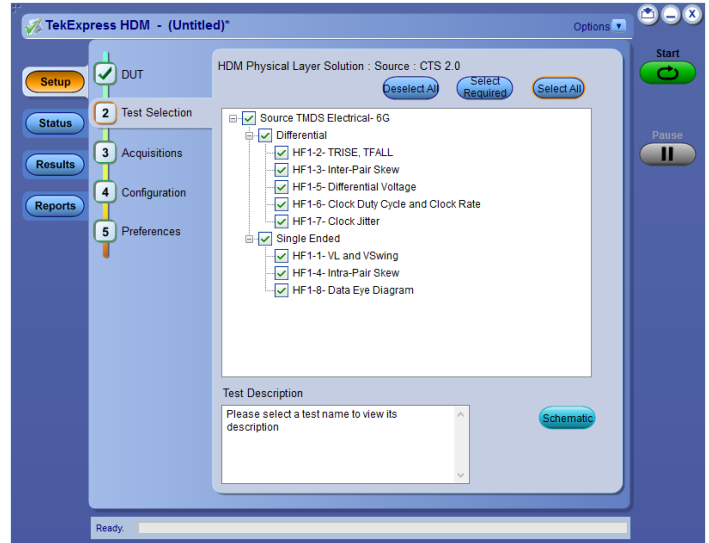 TekExpress HDM - (Untitled)*
Options
Start
Pause
Setup
Status
Results
Reports
DUT
2 Test Selection
3 Acquisitions
4 Configuration
5 Preferences
HDM Physical Layer Solution : Source : CTS 2.0
Deselect All
Select
Required
Select All
Source TMDS Electrical- 6G
Differential
HF1-2- TRISE, TFALL
HF1-3- Inter-Pair Skew
HF1-5- Differential Voltage
HF1-6- Clock Duty Cycle and Clock Rate
HF1-7- Clock Jitter
Single Ended
HF1-1- VL and VSwing
HF1-4- Intra-Pair Skew
HF1-8- Data Eye Diagram
Test Description
Please select a test name to view its
description
Schematic
Ready.